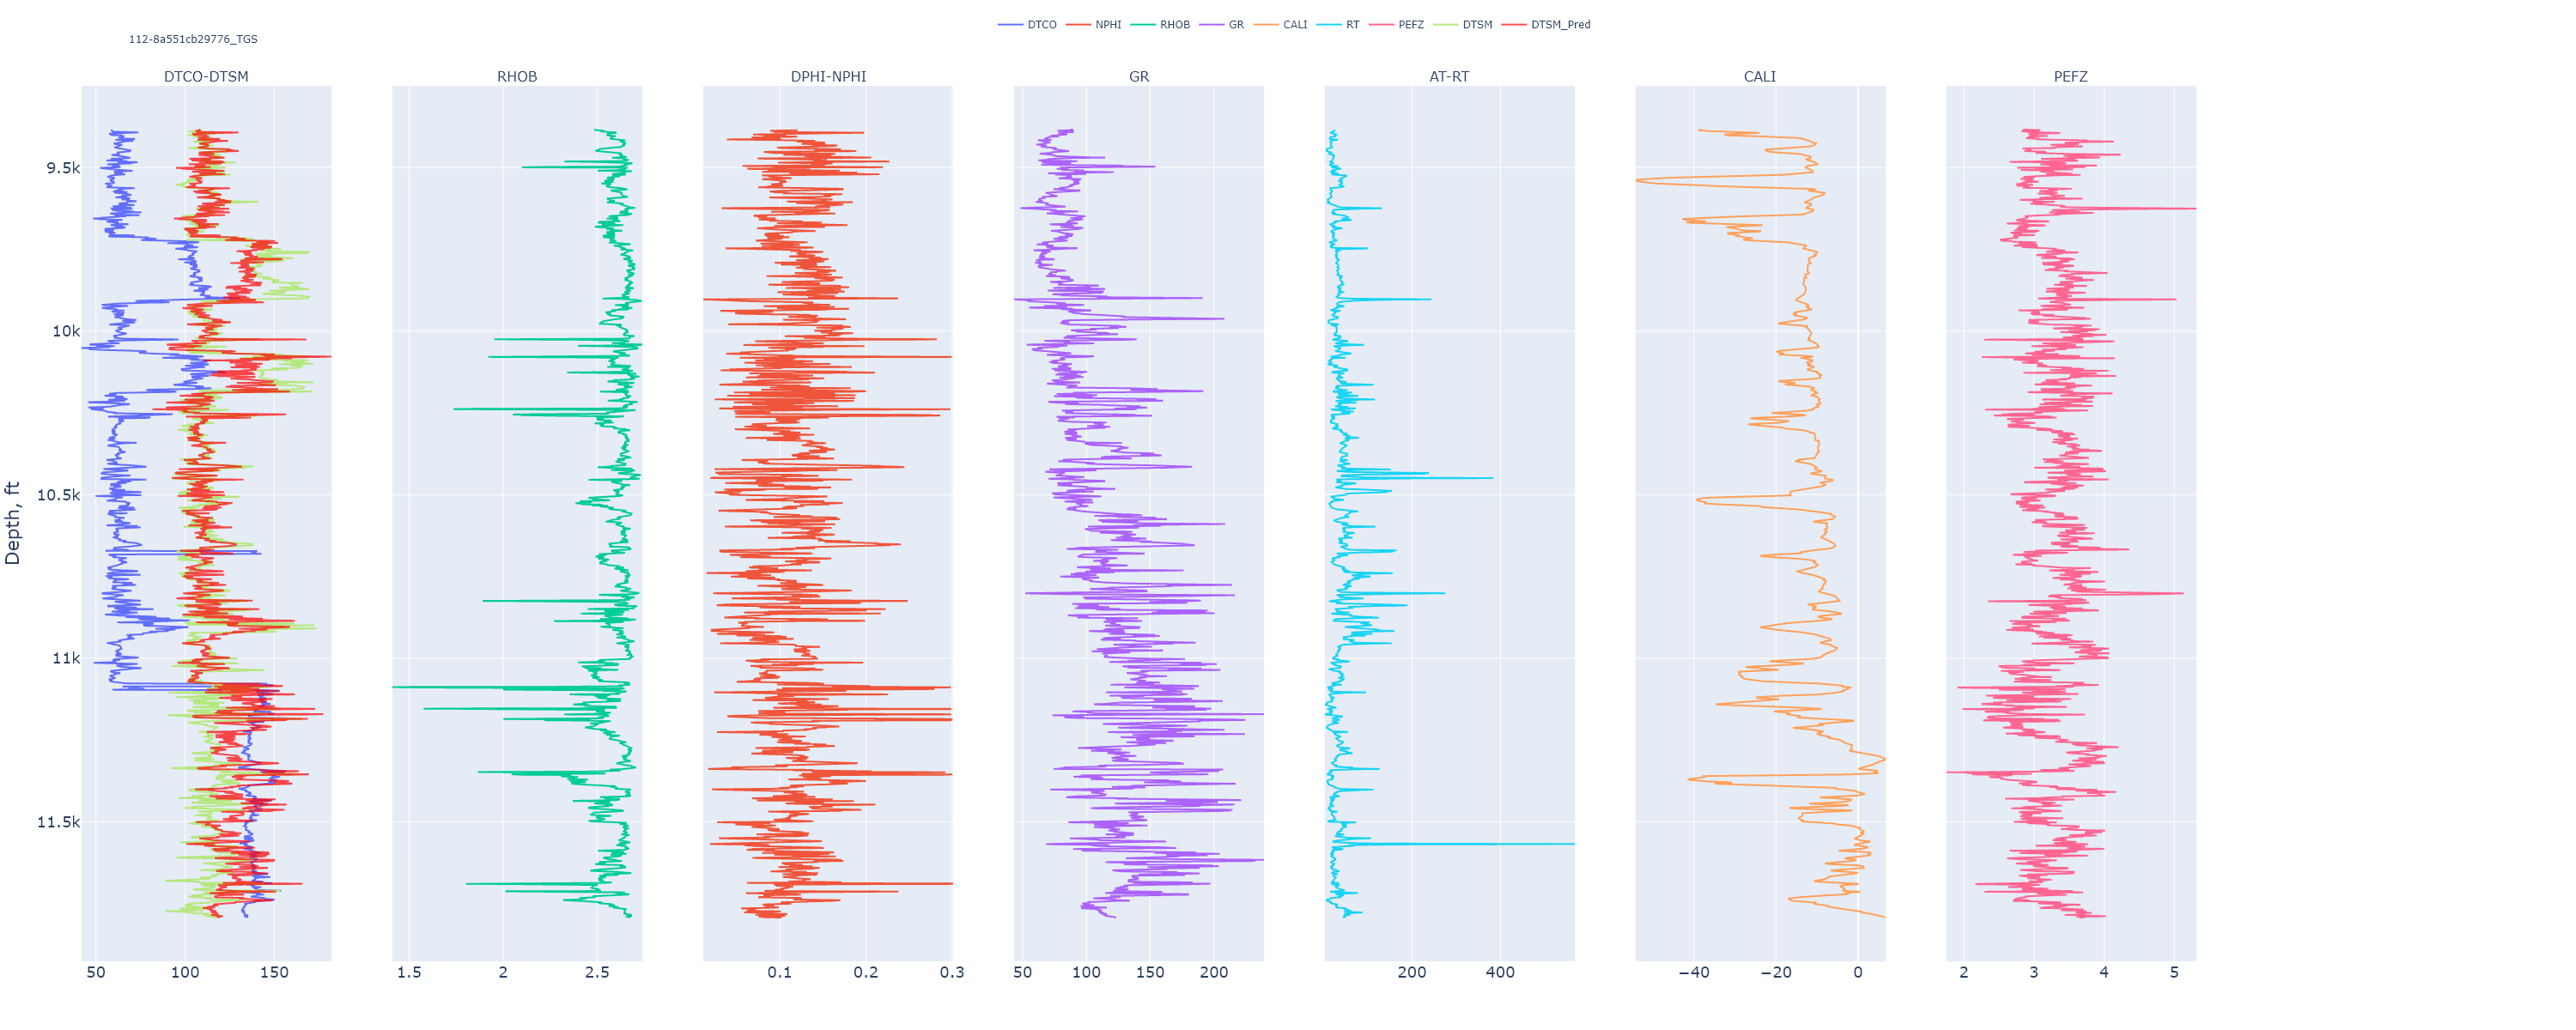 DTCO NPHI RHOB GR CALI RT PEFZ DTSM DTSM_Pred
112-8a551cb29776_TGS
DTCO-DTSM RHOB DPHI-NPHI GR AT-RT CALI PEFZ
Depth, ft
9.5k
10k
10.5k
11k
11.5k
50 100 150 1.5 2 2.5 0.1 0.2 0.3 50 100 150 200 200 400 −40 −20 0 2 3 4 5